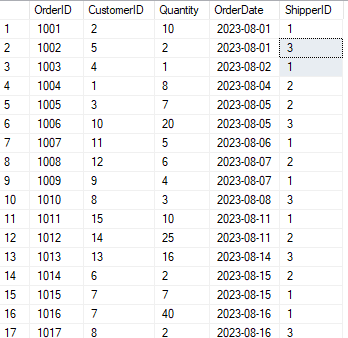 OrderID CustomerID Quantity OrderDate ShipperID
1 1001 2 10 2023-08-01 1
2 1002 5 2 2023-08-01 3
3 1003 4 1 2023-08-02 1
4 1004 1 8 2023-08-04 2
5 1005 3 7 2023-08-05 2
6 1006 10 20 2023-08-05 3
7 1007 11 5 2023-08-06 1
8 1008 12 6 2023-08-07 2
9 1009 9 4 2023-08-07 1
10 1010 8 3 2023-08-08 3
11 1011 15 10 2023-08-11 1
12 1012 14 25 2023-08-11 2
13 1013 13 16 2023-08-14 3
14 1014 6 2 2023-08-15 2
15 1015 7 7 2023-08-15 1
16 1016 7 40 2023-08-16 1
17 1017 8 2 2023-08-16 3